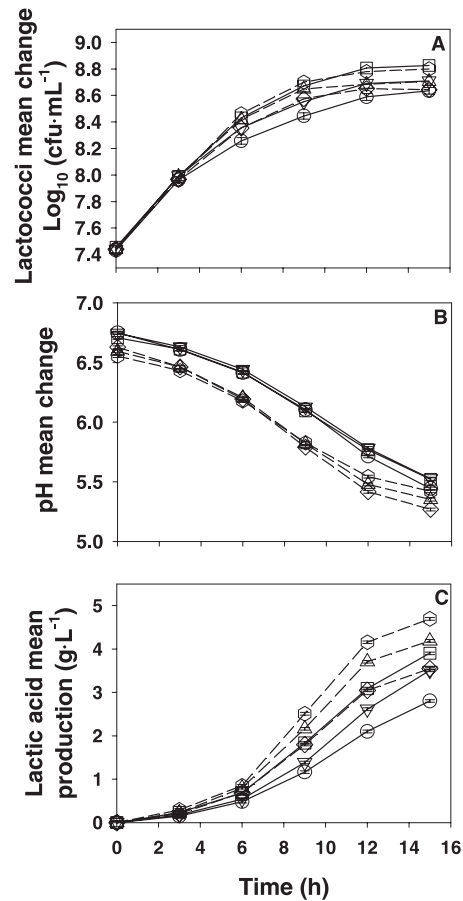 A
Lactococci mean change
Log10 (cfu·mL-1)
9.0
8.8
8.6
8.4
8.2
8.0
7.8
7.6
7.4
B
pH mean change
7.0
6.5
6.0
5.5
5.0
C
Lactic acid mean
production (g·L-1)
5
4
3
2
1
0
0 2 4 6 8 10 12 14 16
Time (h)